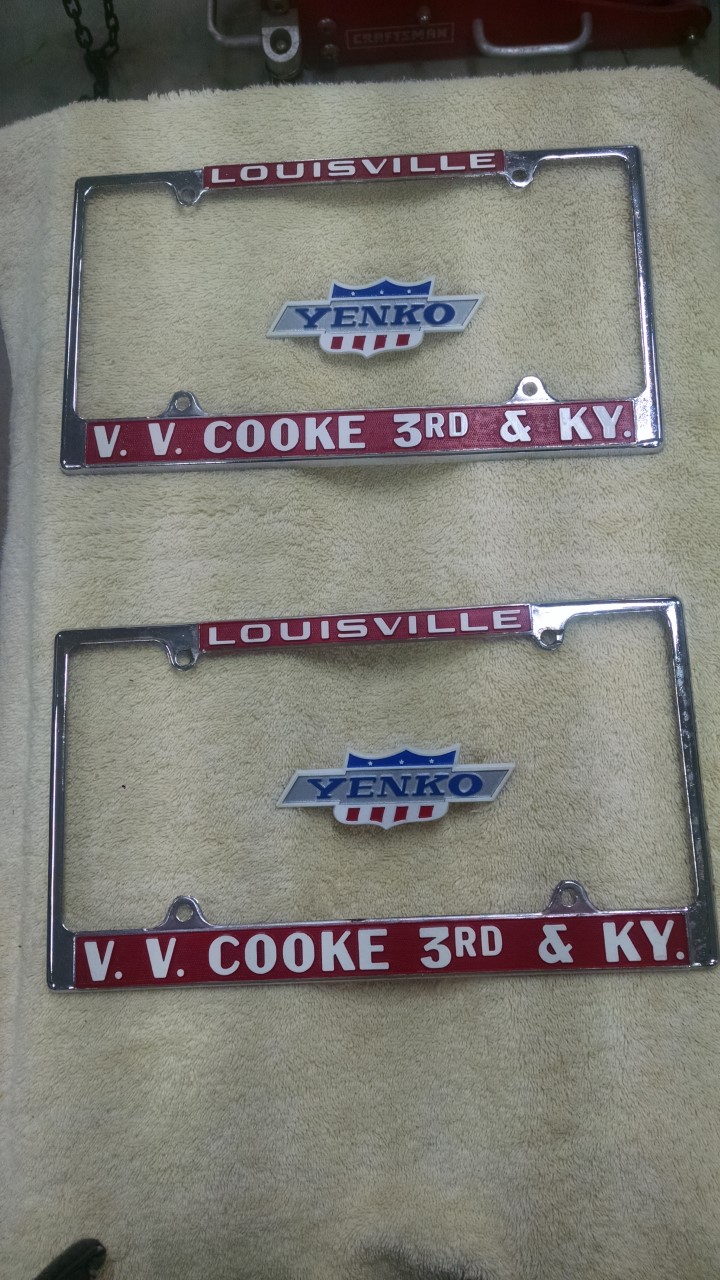 CRAFTSMAN
LOUISVILLE
YENKO
V. V. COOKE 3RD & KY.
LOUISVILLE
YENKO
V. V. COOKE 3RD & KY.